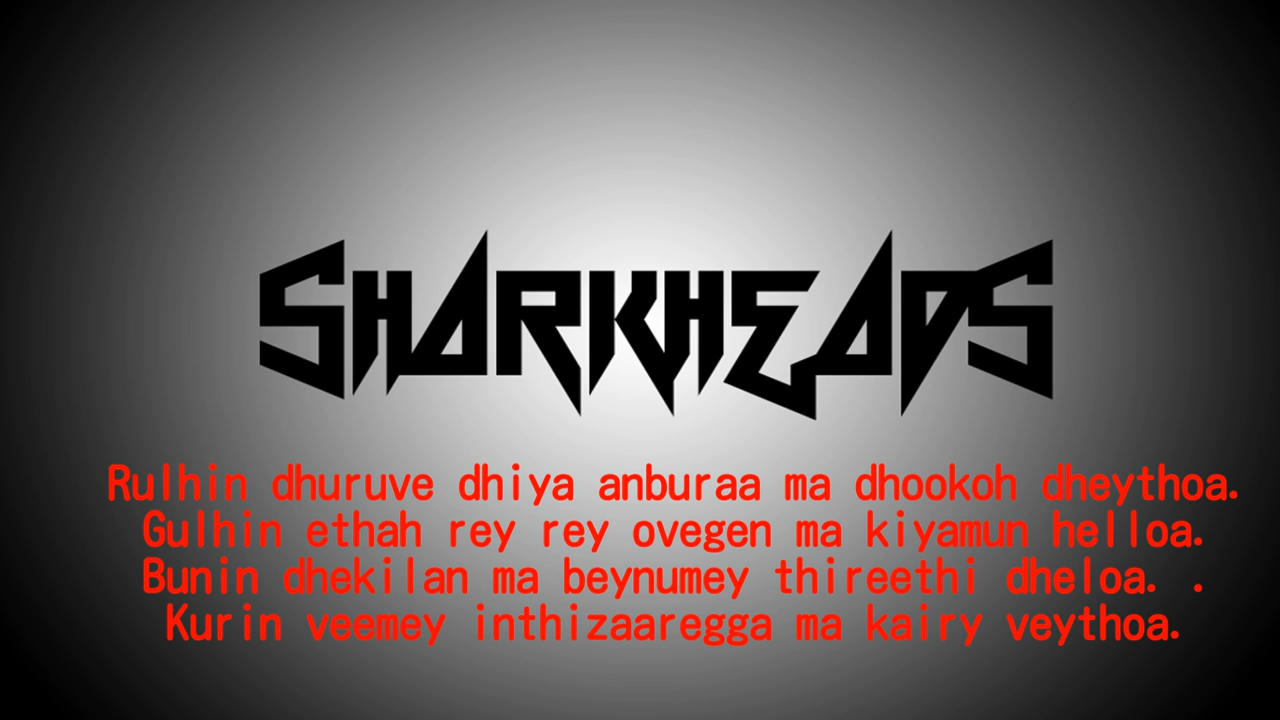 SHARKHEADS
Rulhin dhuruve dhiya anburaa ma dhookoh dheythoa.
Gulhin ethah rey rey ovegen ma kiyamun helloa.
Bunin dhekilan ma beynumey thireethi dheloa. .
Kurin veemey inthizaaregga ma kairy veythoa.